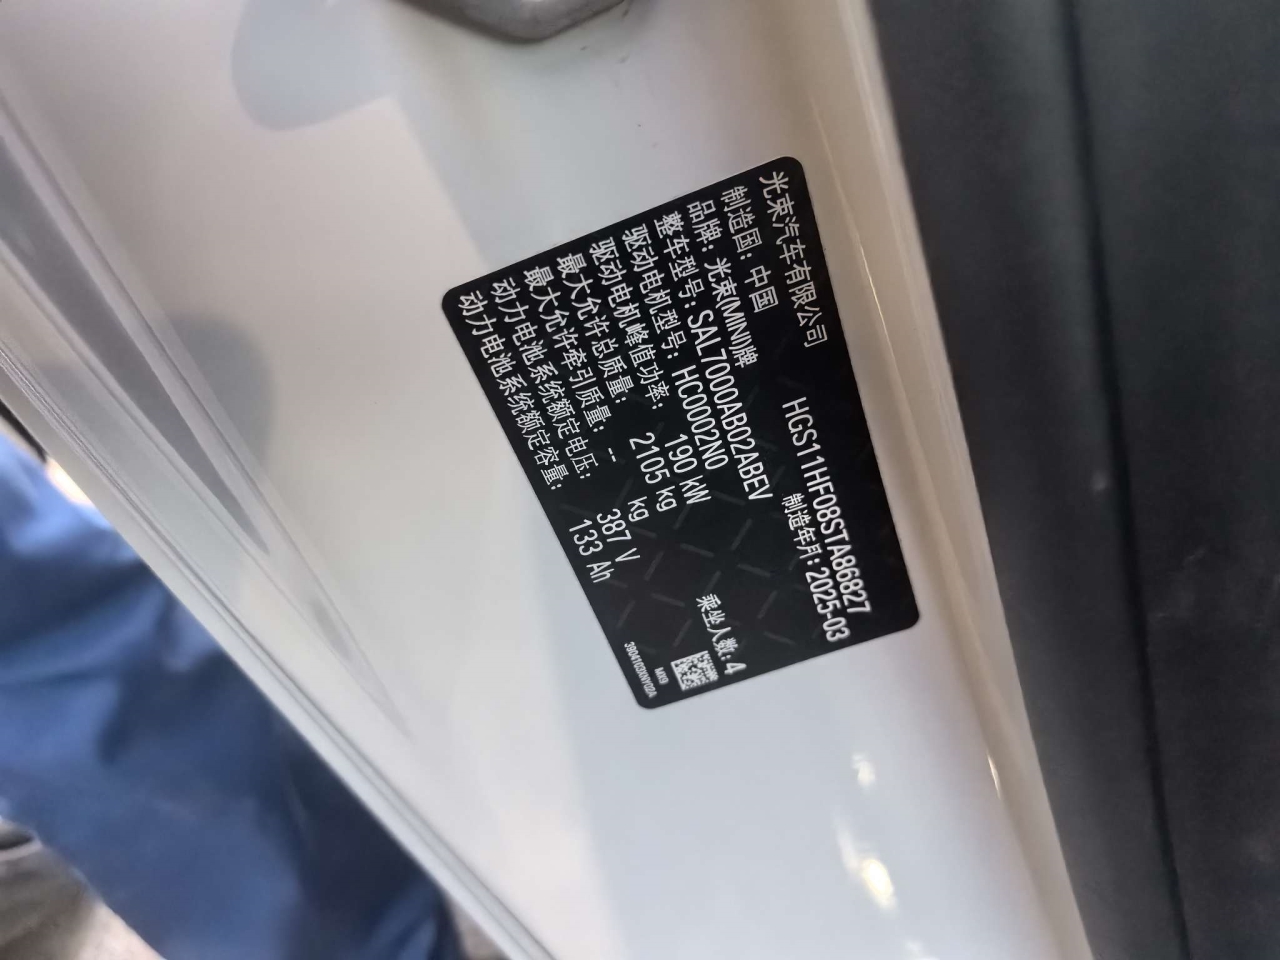 光束汽车有限公司
HGS11HF08STA86827
制造国：中国
制造年月：2025-03
品牌：光束(MINI)牌
整车型号：SAL7000AB02ABEV
驱动电机型号：HC0002N0
驱动电机峰值功率： 190 kW
乘坐人数：4
最大允许总质量： 2105 kg
最大允许牵引质量： -- kg
动力电池系统额定电压： 387 V
动力电池系统额定容量： 133 Ah
MX9
3904103XNY02A